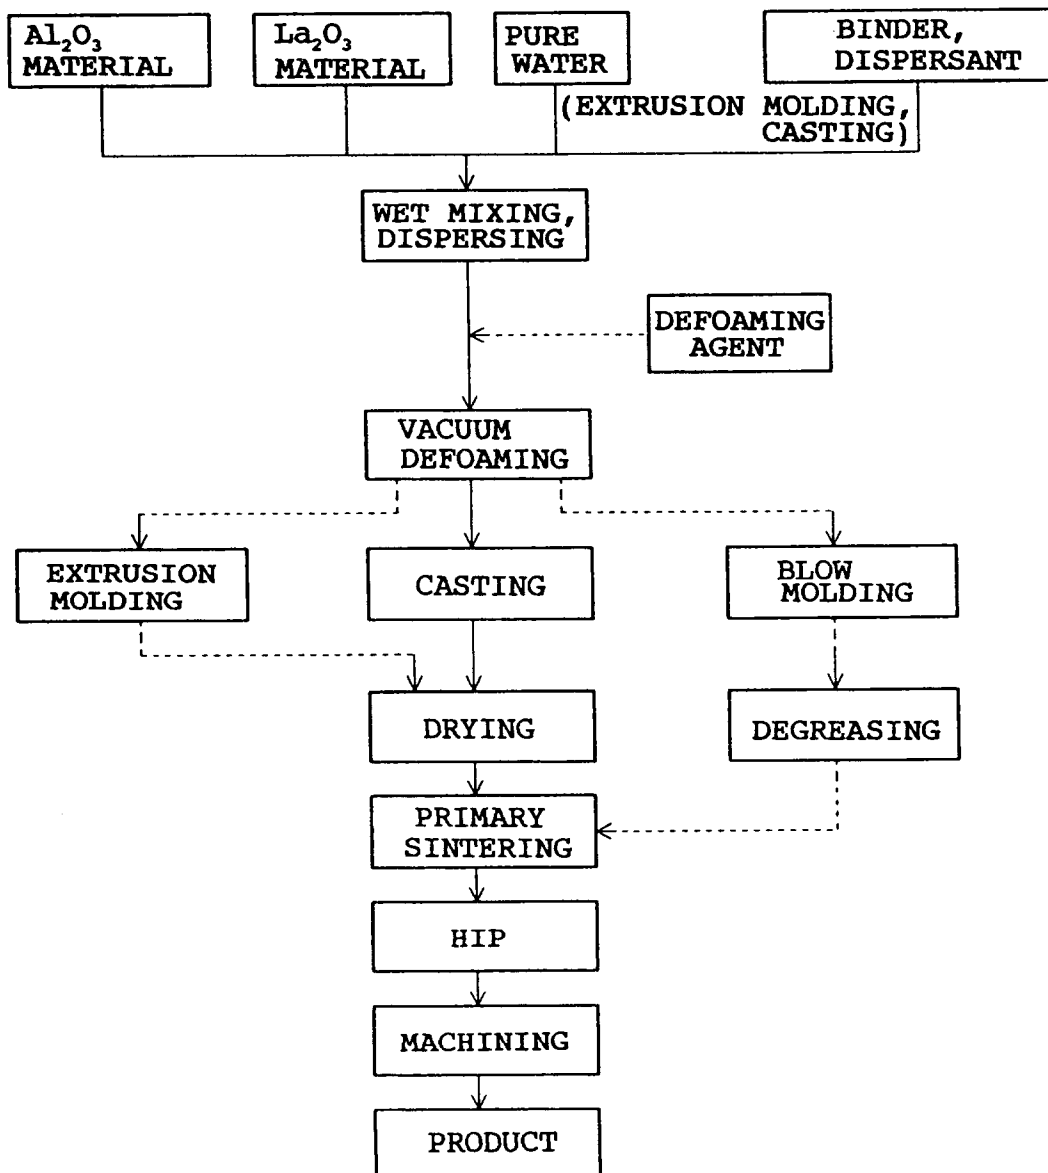 Al₂O₃
MATERIAL
La₂O₃
MATERIAL
PURE
WATER
BINDER,
DISPERSANT
(EXTRUSION MOLDING,
CASTING)
WET MIXING,
DISPERSING
DEFOAMING
AGENT
VACUUM
DEFOAMING
EXTRUSION
MOLDING
CASTING
BLOW
MOLDING
DRYING
DEGREASING
PRIMARY
SINTERING
HIP
MACHINING
PRODUCT